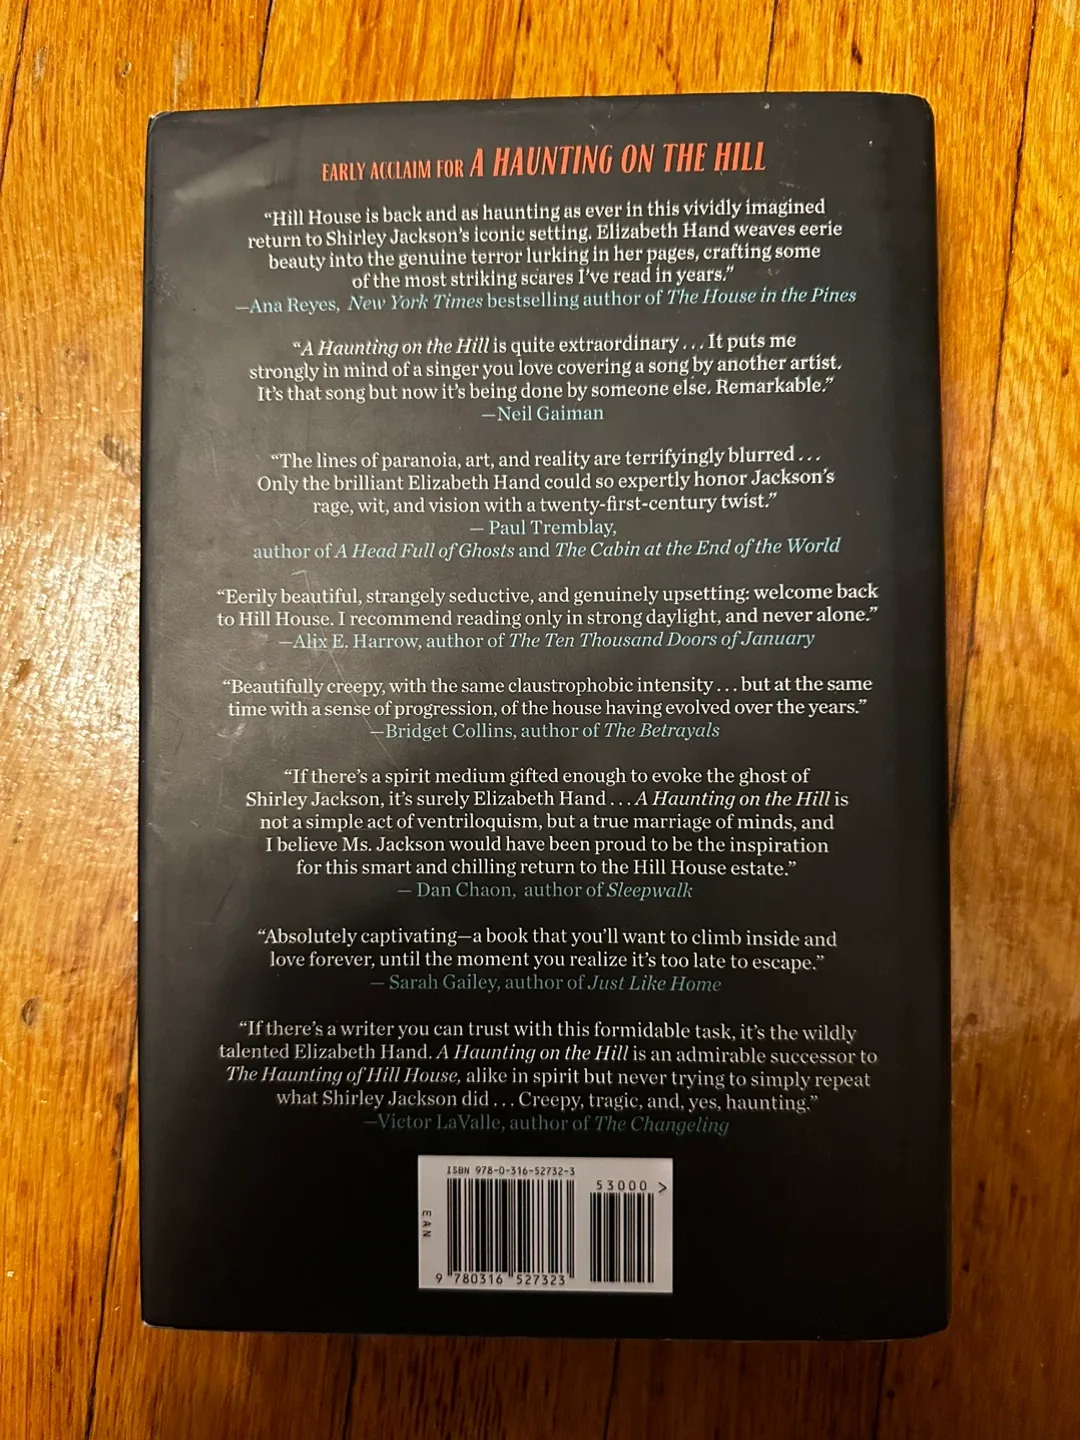 EARLY ACCLAIM FOR A HAUNTING ON THE HILL
“Hill House is back and as haunting as ever in this vividly imagined
return to Shirley Jackson’s iconic setting. Elizabeth Hand weaves eerie
beauty into the genuine terror lurking in her pages, crafting some
of the most striking scares I’ve read in years.”
—Ana Reyes, New York Times bestselling author of The House in the Pines
“A Haunting on the Hill is quite extraordinary . . . It puts me
strongly in mind of a singer you love covering a song by another artist.
It’s that song but now it’s being done by someone else. Remarkable.”
—Neil Gaiman
“The lines of paranoia, art, and reality are terrifyingly blurred . . .
Only the brilliant Elizabeth Hand could so expertly honor Jackson’s
rage, wit, and vision with a twenty-first-century twist.”
— Paul Tremblay,
author of A Head Full of Ghosts and The Cabin at the End of the World
“Eerily beautiful, strangely seductive, and genuinely upsetting: welcome back
to Hill House. I recommend reading only in strong daylight, and never alone.”
—Alix E. Harrow, author of The Ten Thousand Doors of January
“Beautifully creepy, with the same claustrophobic intensity . . . but at the same
time with a sense of progression, of the house having evolved over the years.”
—Bridget Collins, author of The Betrayals
“If there’s a spirit medium gifted enough to evoke the ghost of
Shirley Jackson, it’s surely Elizabeth Hand . . . A Haunting on the Hill is
not a simple act of ventriloquism, but a true marriage of minds, and
I believe Ms. Jackson would have been proud to be the inspiration
for this smart and chilling return to the Hill House estate.”
— Dan Chaon, author of Sleepwalk
“Absolutely captivating—a book that you’ll want to climb inside and
love forever, until the moment you realize it’s too late to escape.”
— Sarah Gailey, author of Just Like Home
“If there’s a writer you can trust with this formidable task, it’s the wildly
talented Elizabeth Hand. A Haunting on the Hill is an admirable successor to
The Haunting of Hill House, alike in spirit but never trying to simply repeat
what Shirley Jackson did . . . Creepy, tragic, and, yes, haunting.”
—Victor LaValle, author of The Changeling
ISBN 978-0-316-52732-3
53000 >
EAN
9 780316 527323